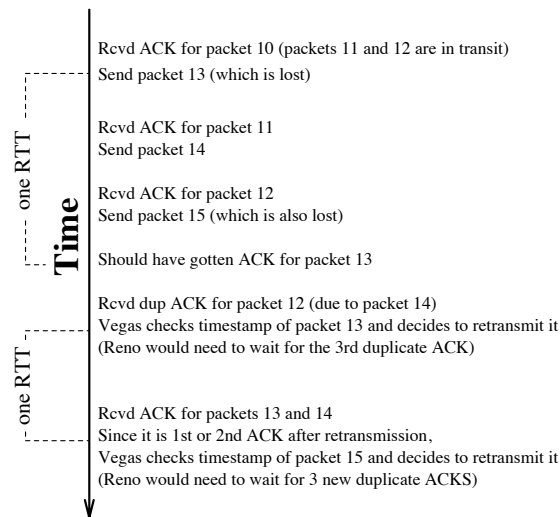 Rcvd ACK for packet 10 (packets 11 and 12 are in transit)
Send packet 13 (which is lost)
one RTT
Rcvd ACK for packet 11
Send packet 14
Time
Rcvd ACK for packet 12
Send packet 15 (which is also lost)
Should have gotten ACK for packet 13
Rcvd dup ACK for packet 12 (due to packet 14)
Vegas checks timestamp of packet 13 and decides to retransmit it
(Reno would need to wait for the 3rd duplicate ACK)
one RTT
Rcvd ACK for packets 13 and 14
Since it is 1st or 2nd ACK after retransmission,
Vegas checks timestamp of packet 15 and decides to retransmit it
(Reno would need to wait for 3 new duplicate ACKS)